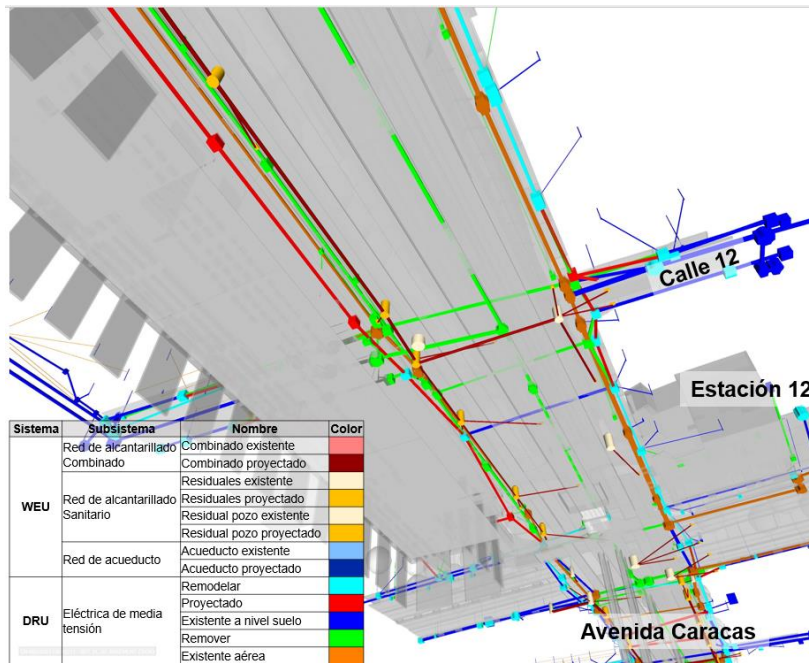 Calle 12
Estación 12
Sistema Subsistema Nombre Color
WEU
Red de alcantarillado Combinado
Combinado existente
Combinado proyectado
Red de alcantarillado Sanitario
Residuales existente
Residuales proyectado
Residual pozo existente
Residual pozo proyectado
Red de acueducto
Acueducto existente
Acueducto proyectado
DRU
Eléctrica de media tensión
Remodelar
Proyectado
Existente a nivel suelo
Remover
Existente aérea
Avenida Caracas